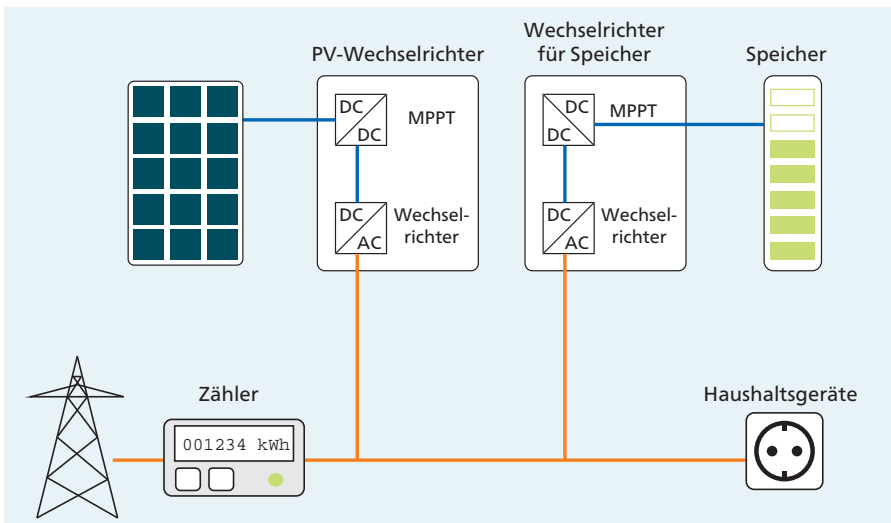 Wechselrichter
für Speicher
PV-Wechselrichter
Speicher
DC
DC
MPPT
DC
DC
MPPT
DC
AC
Wechsel-
richter
DC
AC
Wechsel-
richter
Zähler
Haushaltsgeräte
001234 kWh